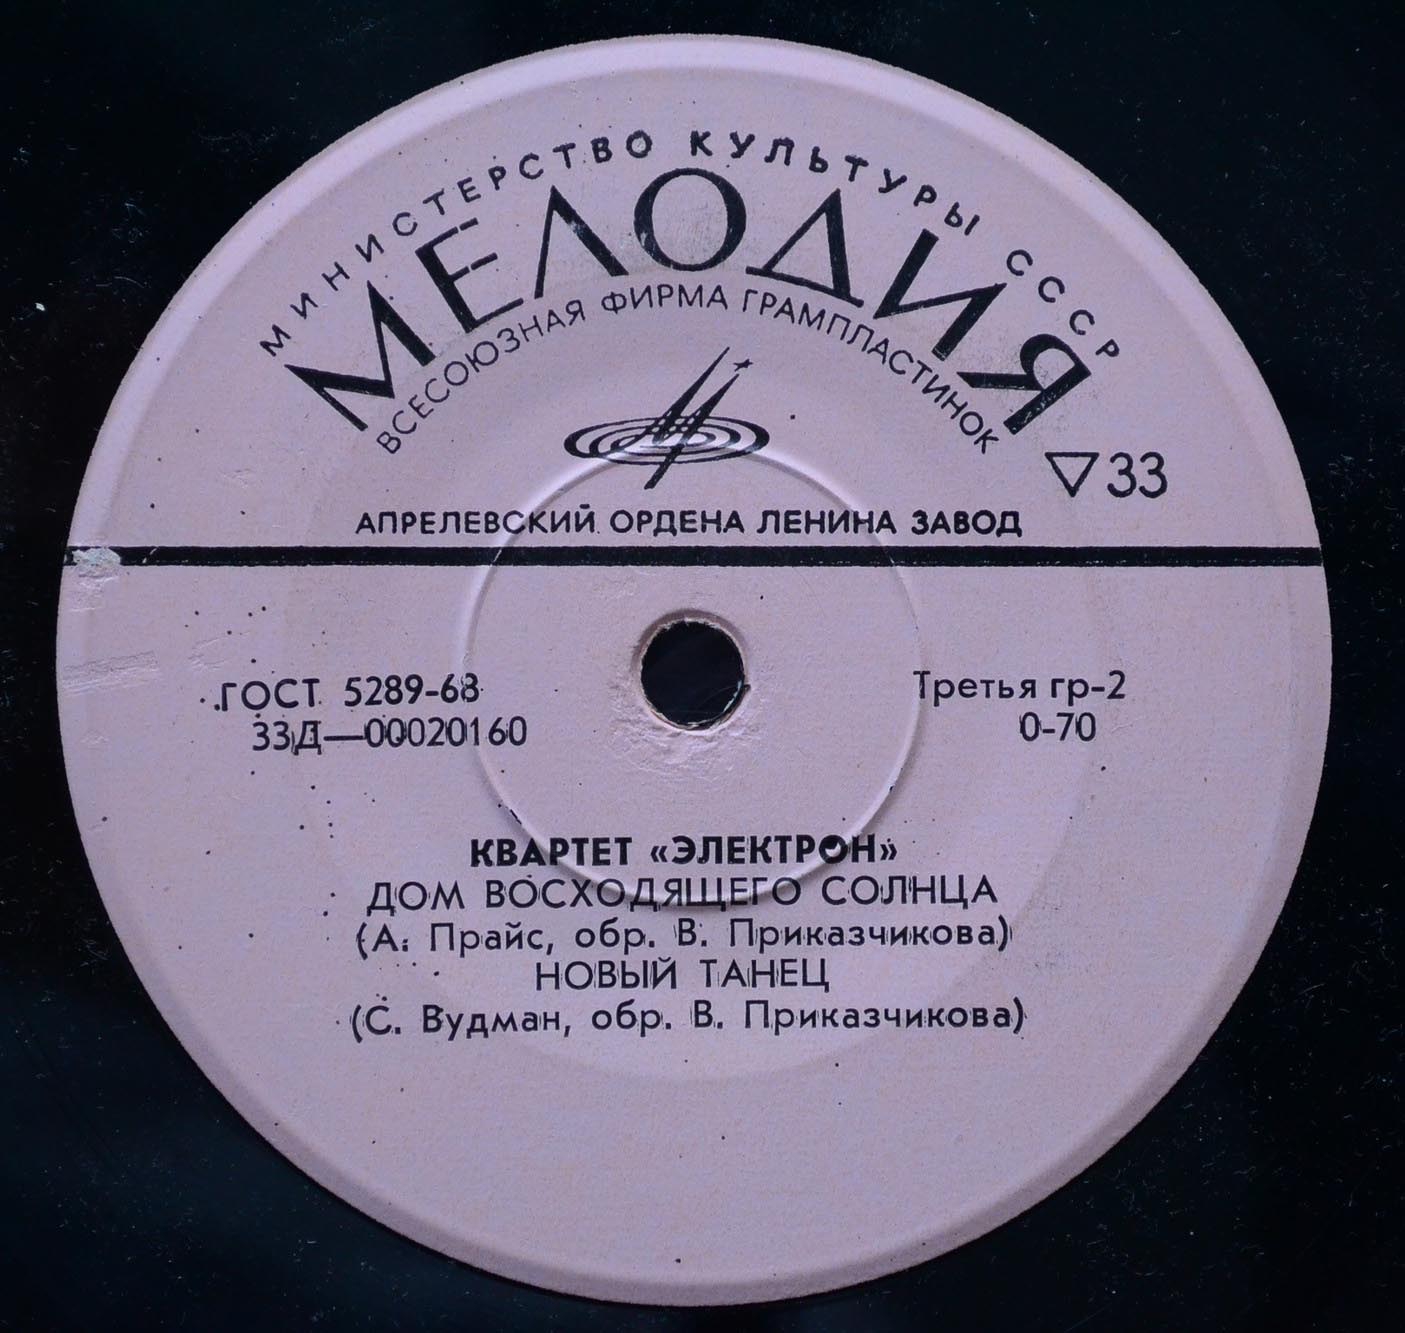 МИНИСТЕРСТВО КУЛЬТУРЫ СССР
МЕЛОДИЯ
ВСЕСОЮЗНАЯ ФИРМА ГРАМПЛАСТИНОК
▽33
АПРЕЛЕВСКИЙ ОРДЕНА ЛЕНИНА ЗАВОД
ГОСТ 5289-68
33Д—00020160
Третья гр-2
0-70
КВАРТЕТ «ЭЛЕКТРОН»
ДОМ ВОСХОДЯЩЕГО СОЛНЦА
(А. Прайс, обр. В. Приказчикова)
НОВЫЙ ТАНЕЦ
(С. Вудман, обр. В. Приказчикова)